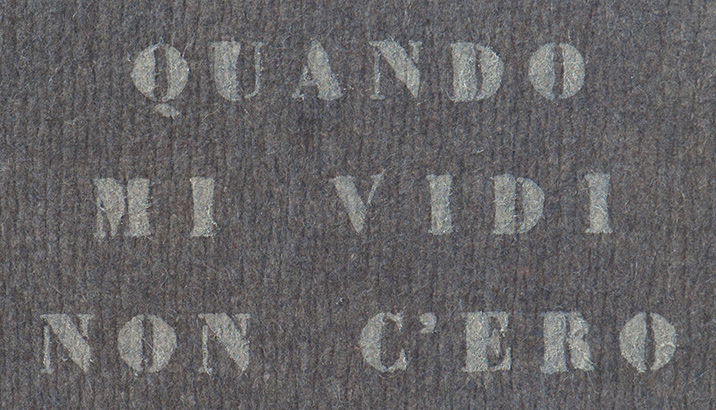 QUANDO
MI VIDI
NON C'ERO